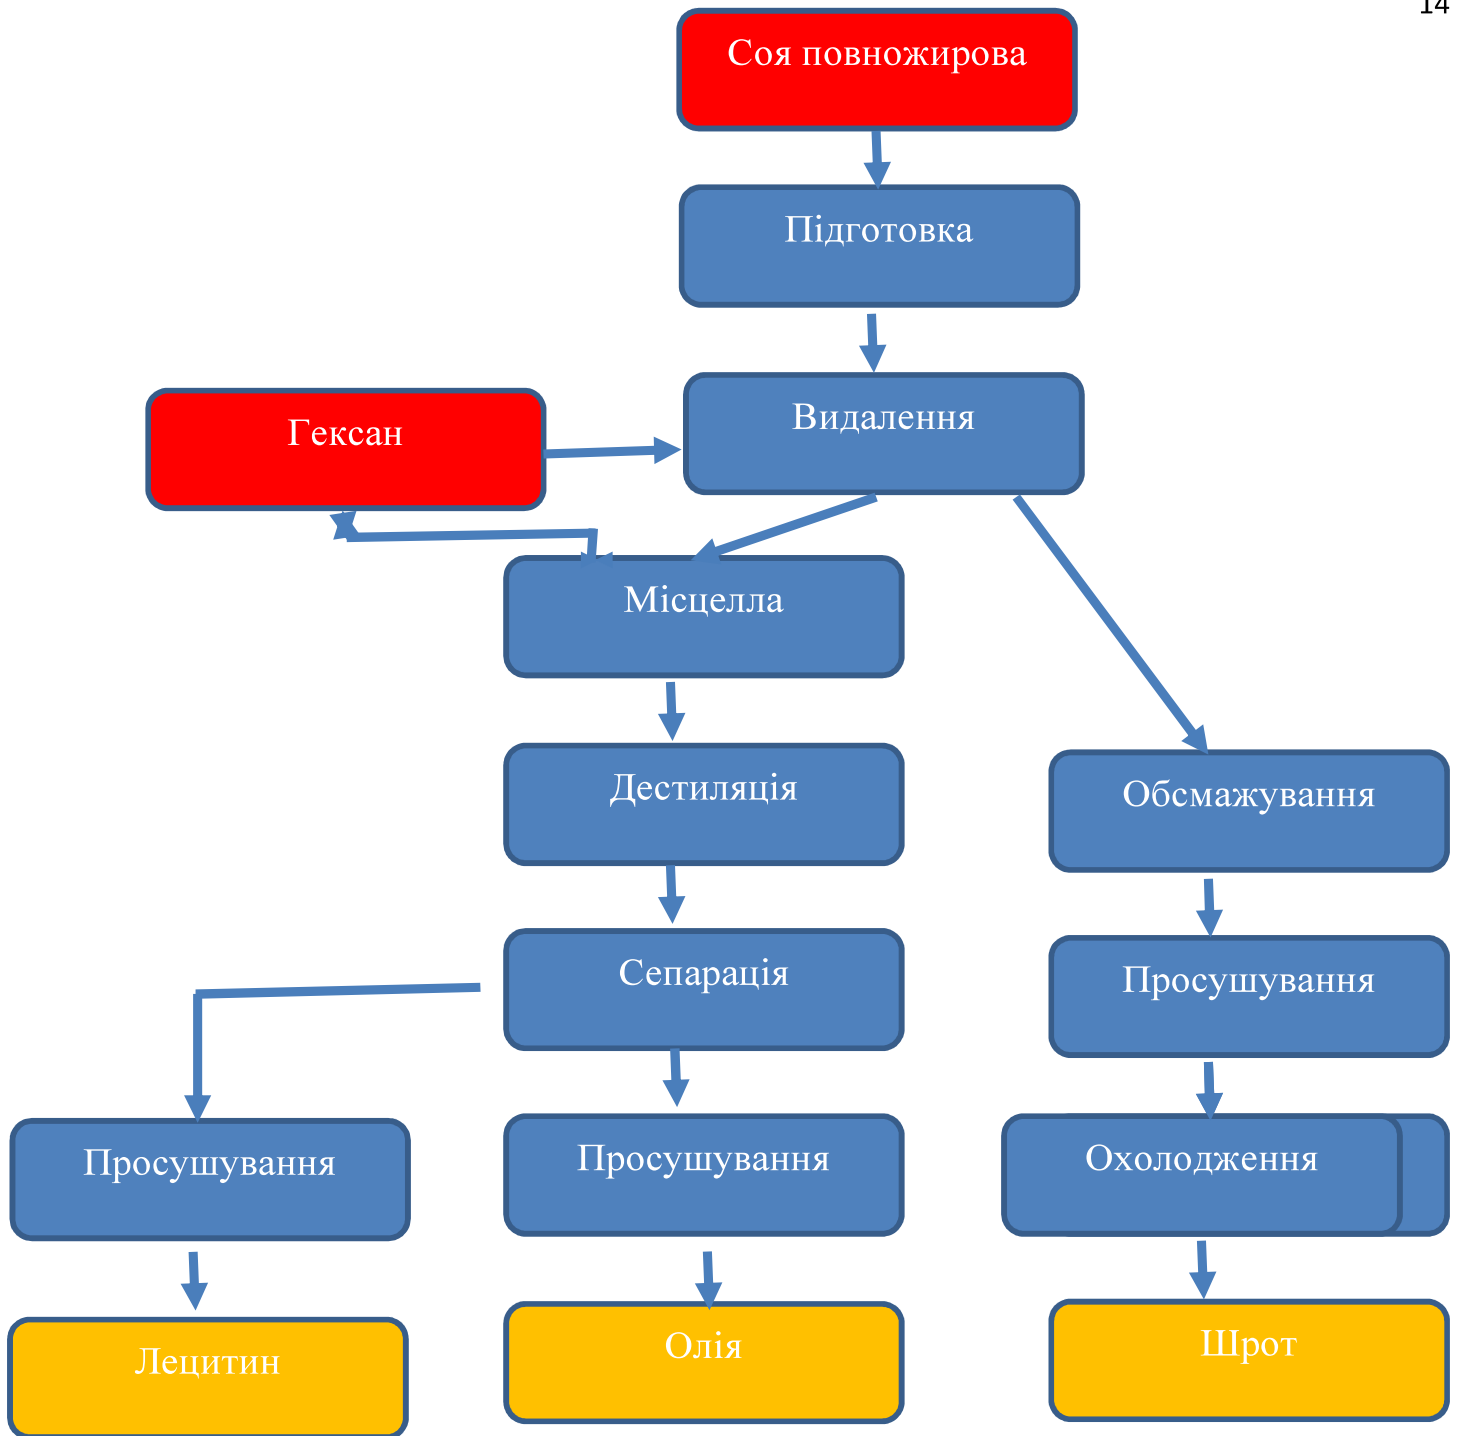 14
Соя повножирова
Підготовка
Видалення
Гексан
Місцелла
Дестиляція
Обсмажування
Сепарація
Просушування
Просушування
Просушування
Охолодження
Лецитин
Олія
Шрот